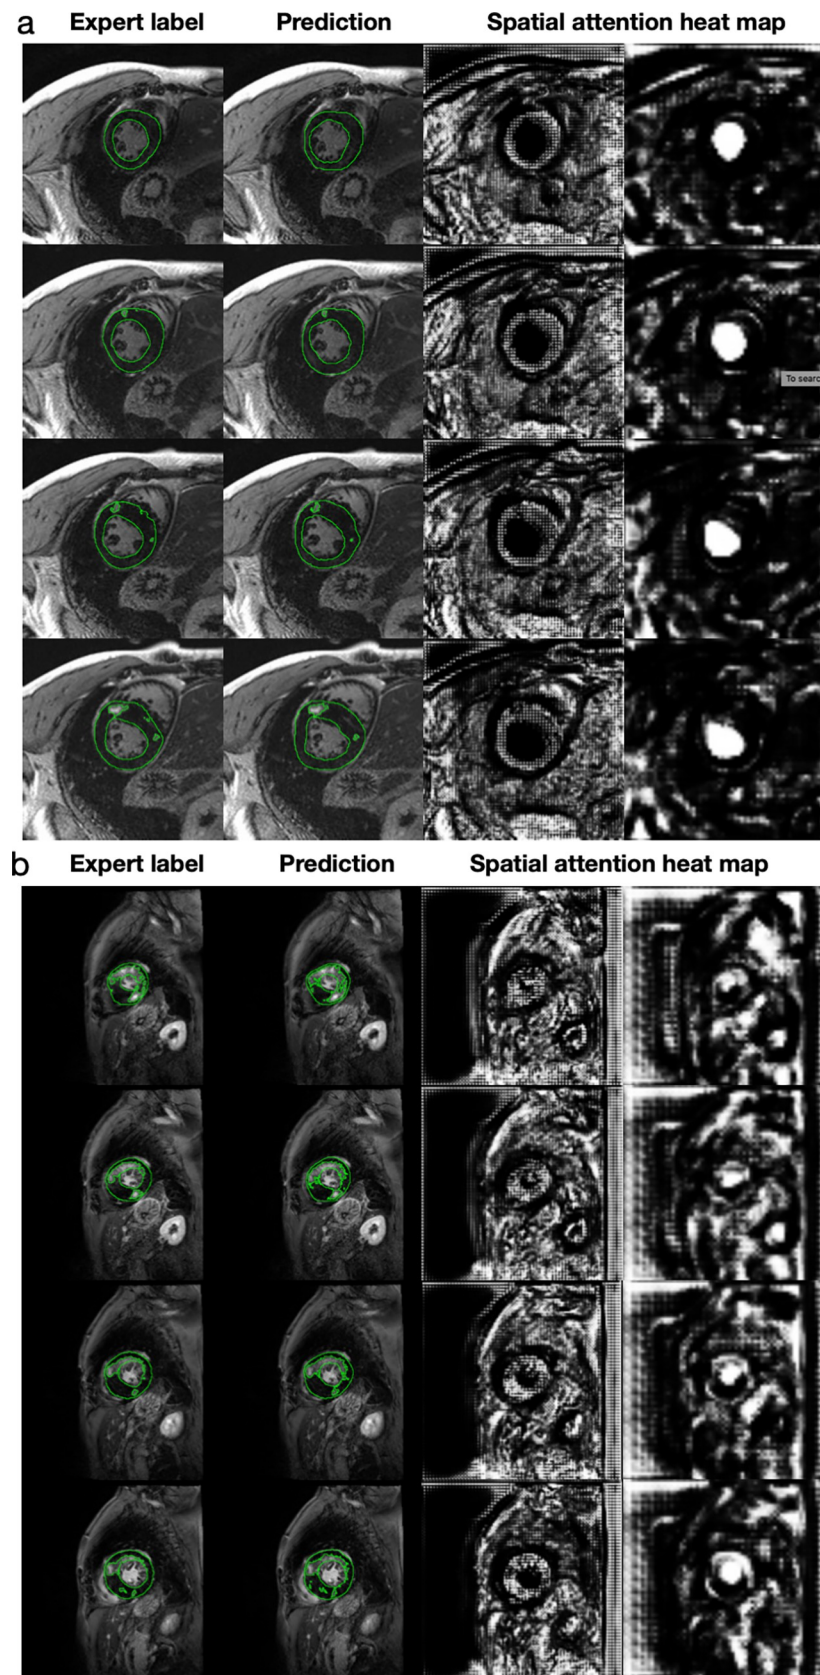 a
Expert label Prediction Spatial attention heat map
To searc
b
Expert label Prediction Spatial attention heat map